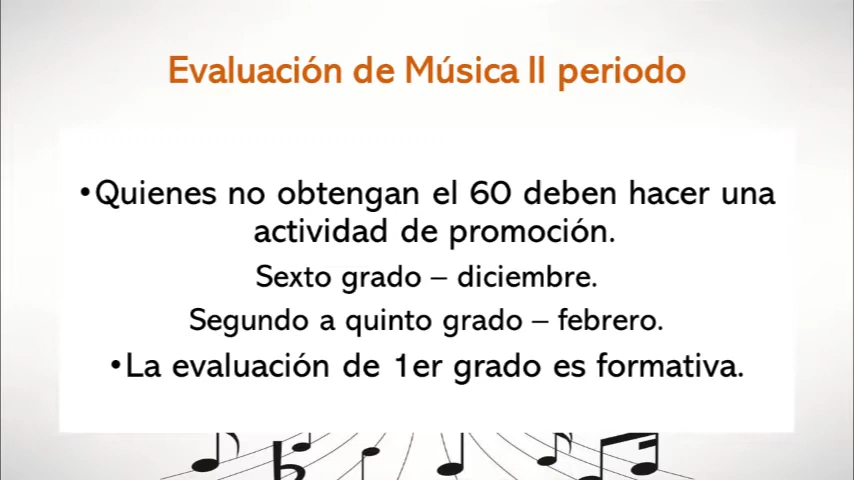 Evaluación de Música II periodo
•Quienes no obtengan el 60 deben hacer una
actividad de promoción.
Sexto grado – diciembre.
Segundo a quinto grado – febrero.
•La evaluación de 1er grado es formativa.